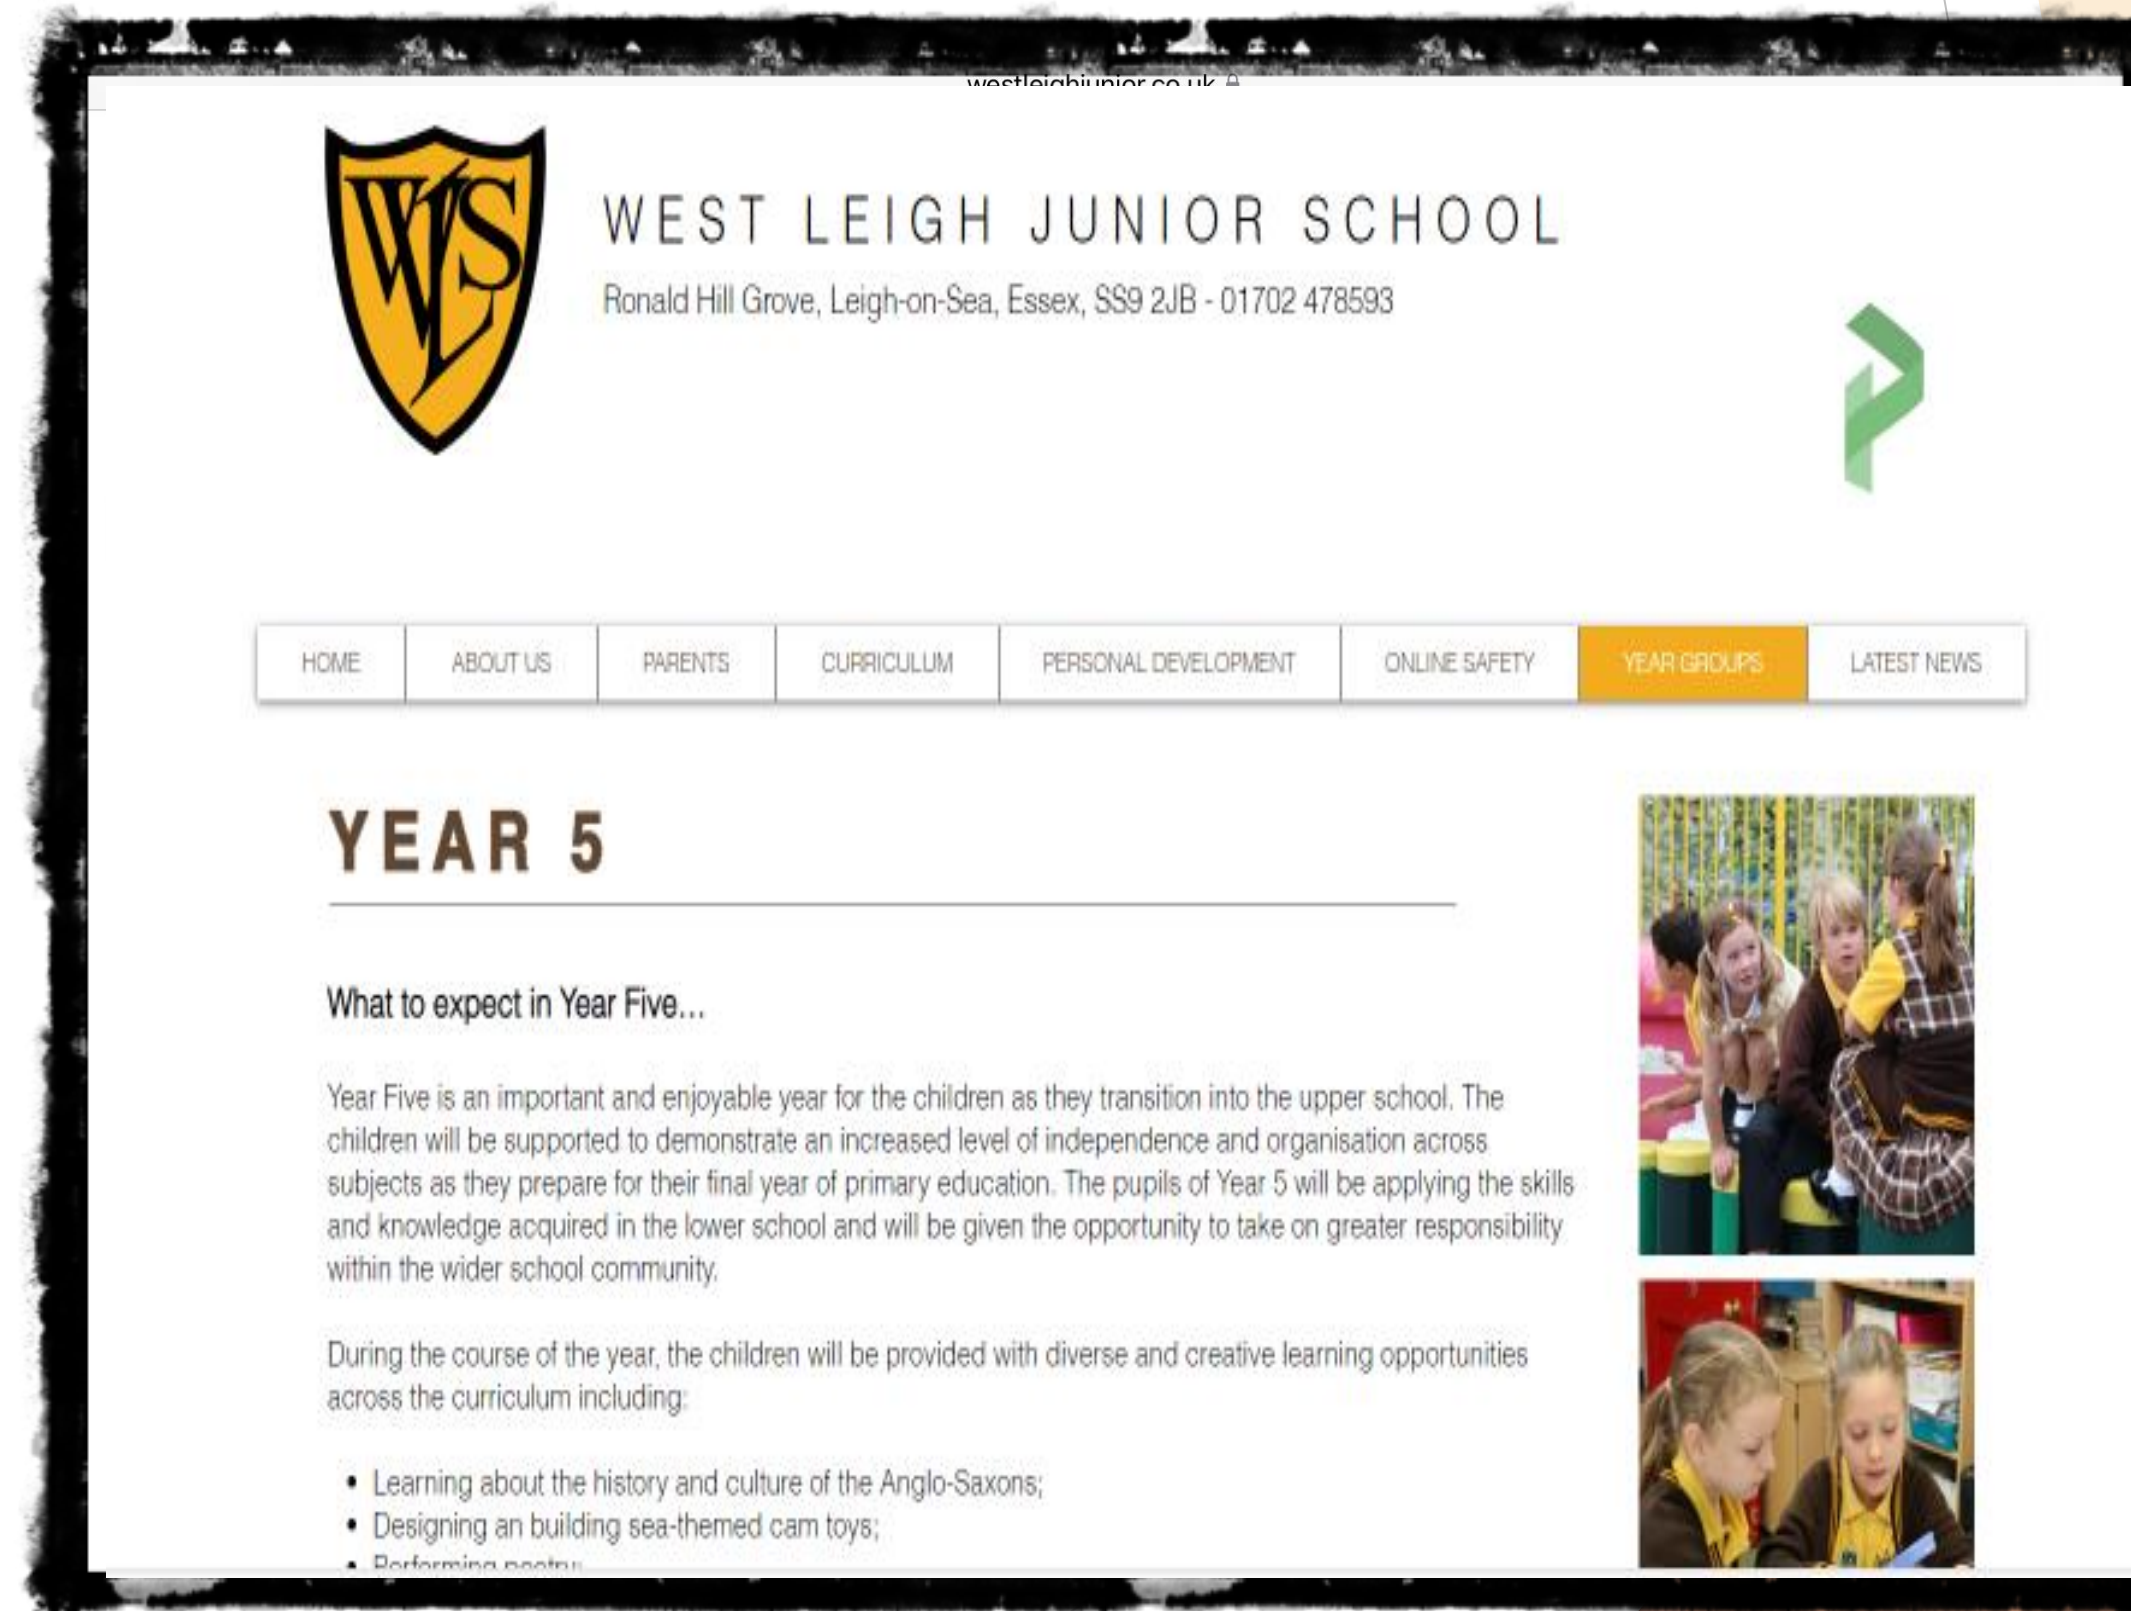 westleighjunior.co.uk
WLS
WEST LEIGH JUNIOR SCHOOL
Ronald Hill Grove, Leigh-on-Sea, Essex, SS9 2JB - 01702 478593
HOME ABOUT US PARENTS CURRICULUM PERSONAL DEVELOPMENT ONLINE SAFETY YEAR GROUPS LATEST NEWS
YEAR 5
What to expect in Year Five...
Year Five is an important and enjoyable year for the children as they transition into the upper school. The
children will be supported to demonstrate an increased level of independence and organisation across
subjects as they prepare for their final year of primary education. The pupils of Year 5 will be applying the skills
and knowledge acquired in the lower school and will be given the opportunity to take on greater responsibility
within the wider school community.
During the course of the year, the children will be provided with diverse and creative learning opportunities
across the curriculum including:
• Learning about the history and culture of the Anglo-Saxons;
• Designing an building sea-themed cam toys;
• Performing poetry;